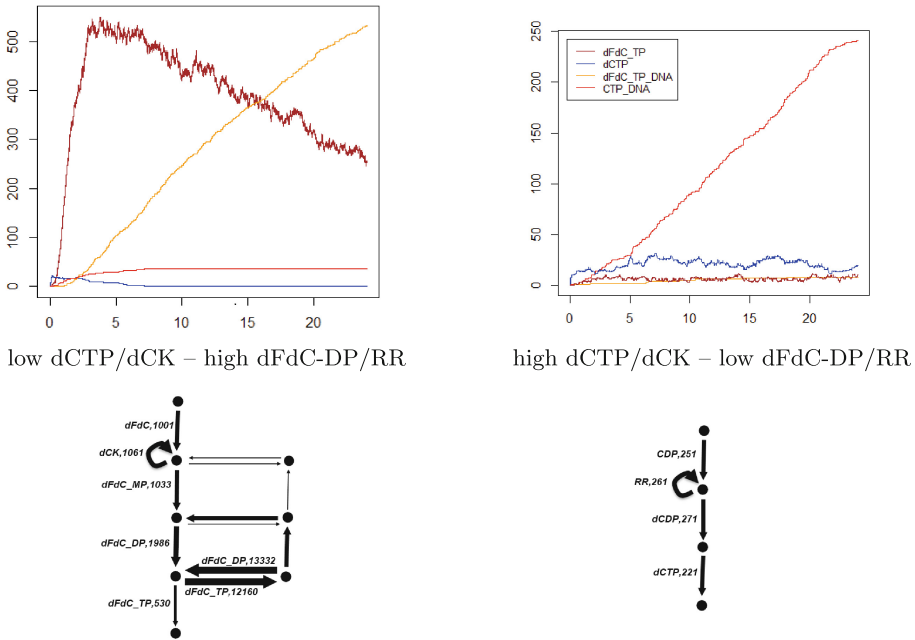 0
100
200
300
400
500
0
5
10
15
20
0
50
100
150
200
250
0
5
10
15
20
dFdC_TP
dCTP
dFdC_TP_DNA
CTP_DNA
low dCTP/dCK – high dFdC-DP/RR
high dCTP/dCK – low dFdC-DP/RR
dFdC,1001
dCK,1061
dFdC_MP,1033
dFdC_DP,1986
dFdC_DP,13332
dFdC_TP,12160
dFdC_TP,530
CDP,251
RR,261
dCDP,271
dCTP,221